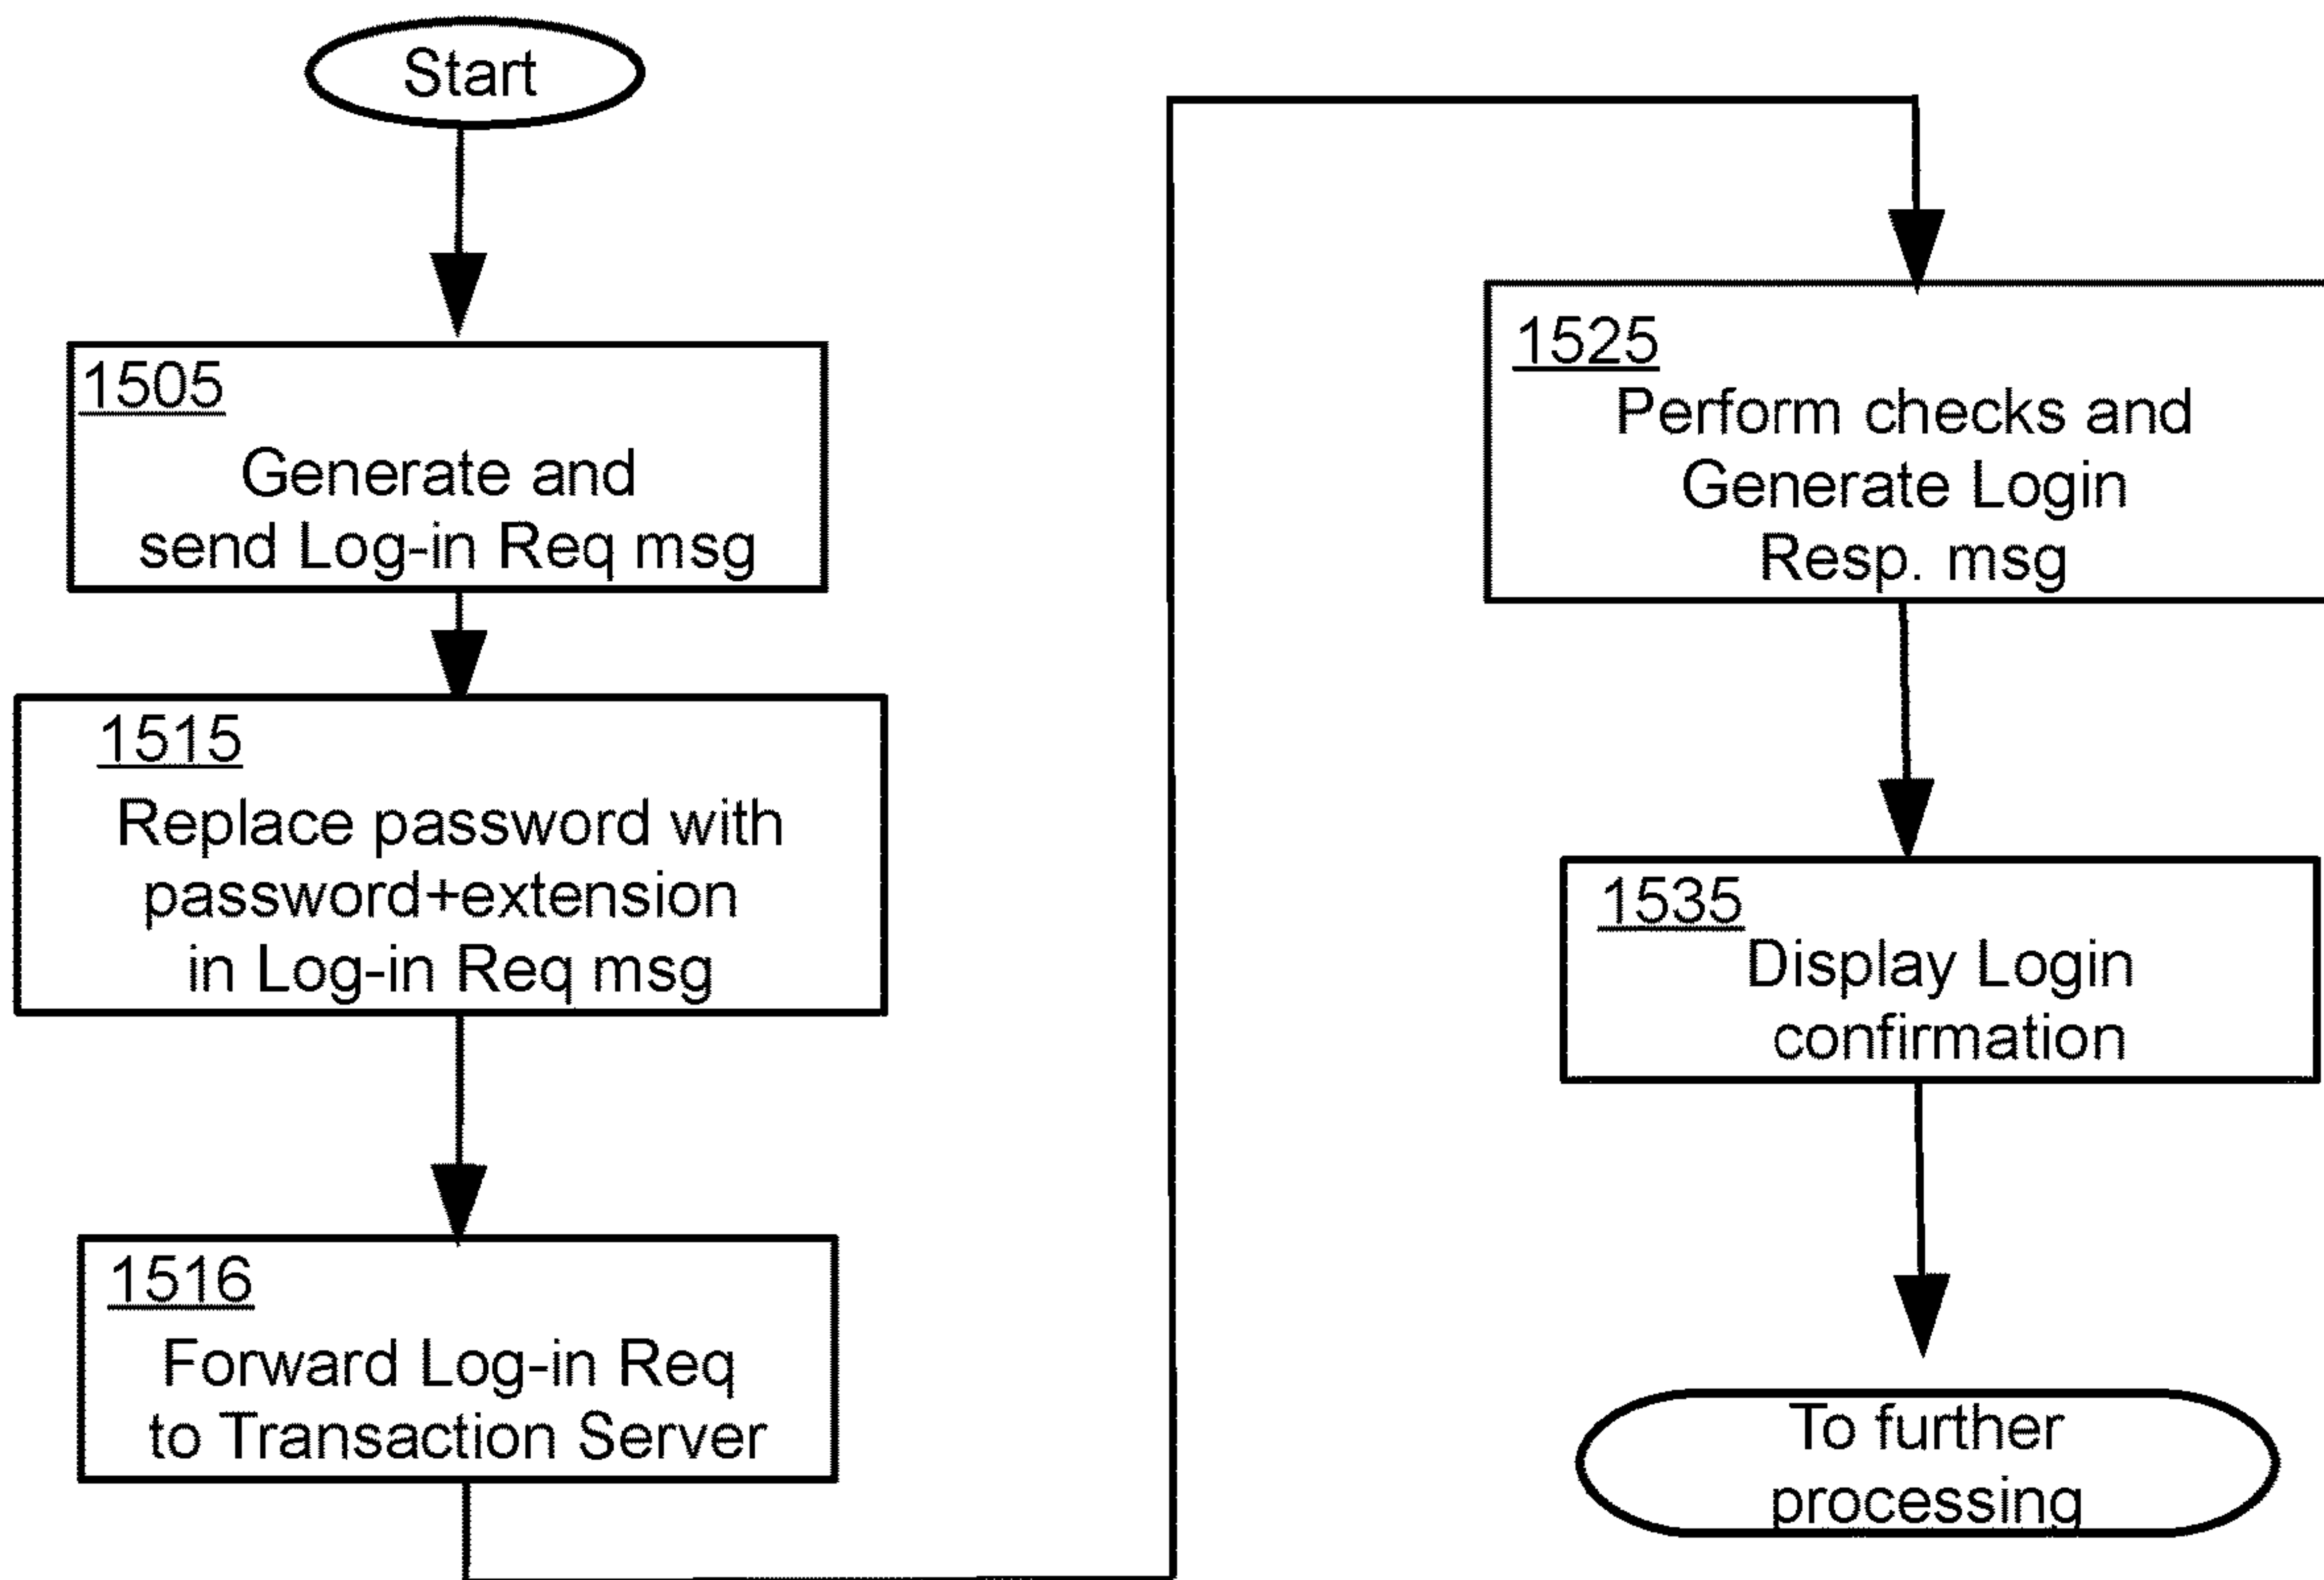 Start
1505
Generate and
send Log-in Req msg
1515
Replace password with
password+extension
in Log-in Req msg
1516
Forward Log-in Req
to Transaction Server
1525
Perform checks and
Generate Login
Resp. msg
1535
Display Login
confirmation
To further
processing